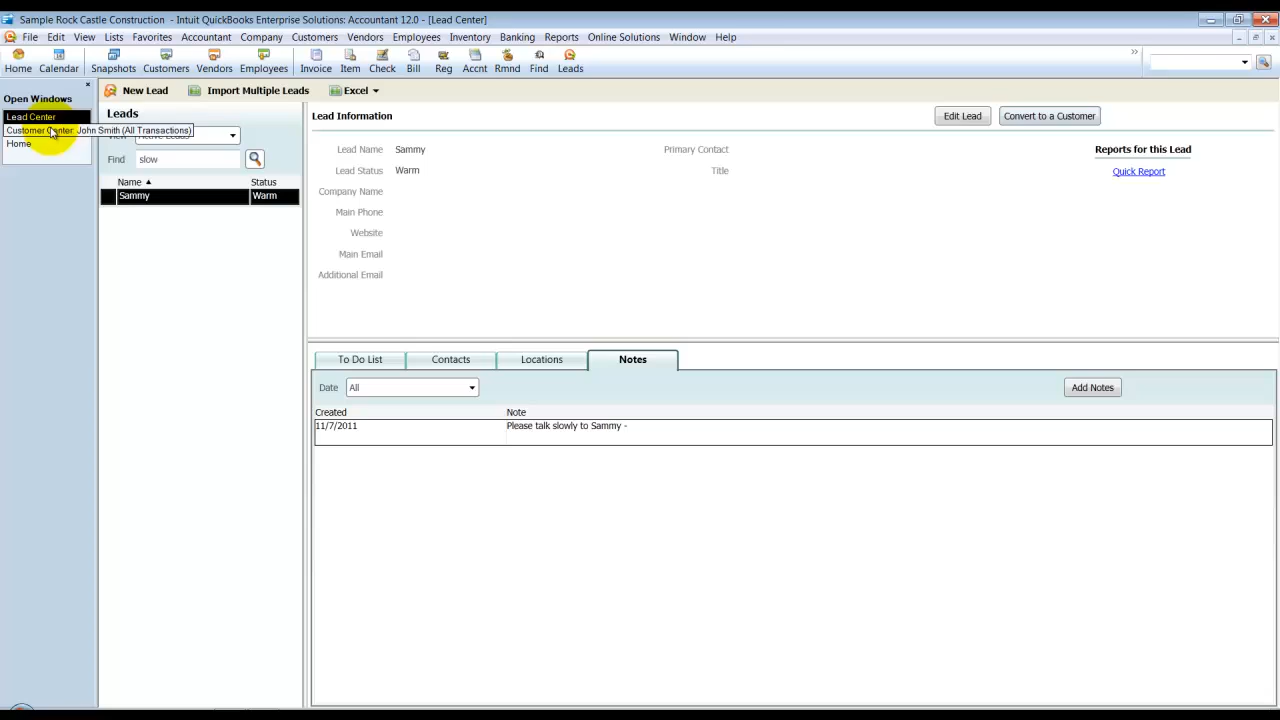 Sample Rock Castle Construction - Intuit QuickBooks Enterprise Solutions: Accountant 12.0 - [Lead Center]
File Edit View Lists Favorites Accountant Company Customers Vendors Employees Inventory Banking Reports Online Solutions Window Help
Home Calendar Snapshots Customers Vendors Employees Invoice Item Check Bill Reg Accnt Rmnd Find Leads
Open Windows
Lead Center
Customer Center: John Smith (All Transactions)
Home
New Lead Import Multiple Leads Excel
Leads
View Active Leads
Find slow
Name Status
Sammy Warm
Lead Information
Edit Lead Convert to a Customer
Lead Name Sammy Primary Contact
Lead Status Warm Title
Company Name
Main Phone
Website
Main Email
Additional Email
Reports for this Lead
Quick Report
To Do List Contacts Locations Notes
Date All Add Notes
Created Note
11/7/2011 Please talk slowly to Sammy -